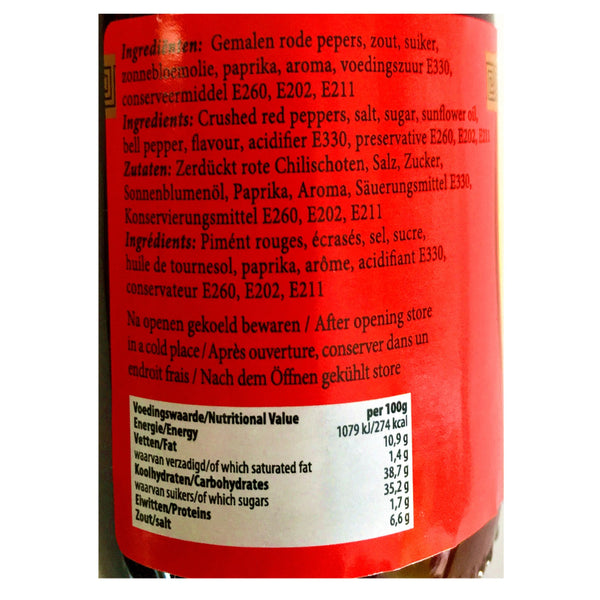 Ingrediënten: Gemalen rode pepers, zout, suiker,
zonnebloemolie, paprika, aroma, voedingszuur E330,
conserveermiddel E260, E202, E211
Ingredients: Crushed red peppers, salt, sugar, sunflower oil,
bell pepper, flavour, acidifier E330, preservative E260, E202, E211
Zutaten: Zerdückt rote Chilischoten, Salz, Zucker,
Sonnenblumenöl, Paprika, Aroma, Säuerungsmittel E330,
Konservierungsmittel E260, E202, E211
Ingrédients: Pimént rouges, écrasés, sel, sucre,
huile de tournesol, paprika, arôme, acidifiant E330,
conservateur E260, E202, E211
Na openen gekoeld bewaren / After opening store
in a cold place / Après ouverture, conserver dans un
endroit frais / Nach dem Öffnen gekühlt store
Voedingswaarde/Nutritional Value per 100g
Energie/Energy 1079 kJ/274 kcal
Vetten/Fat 10,9 g
waarvan verzadigd/of which saturated fat 1,4 g
Koolhydraten/Carbohydrates 38,7 g
waarvan suikers/of which sugars 35,2 g
Eiwitten/Proteins 1,7 g
Zout/salt 6,6 g